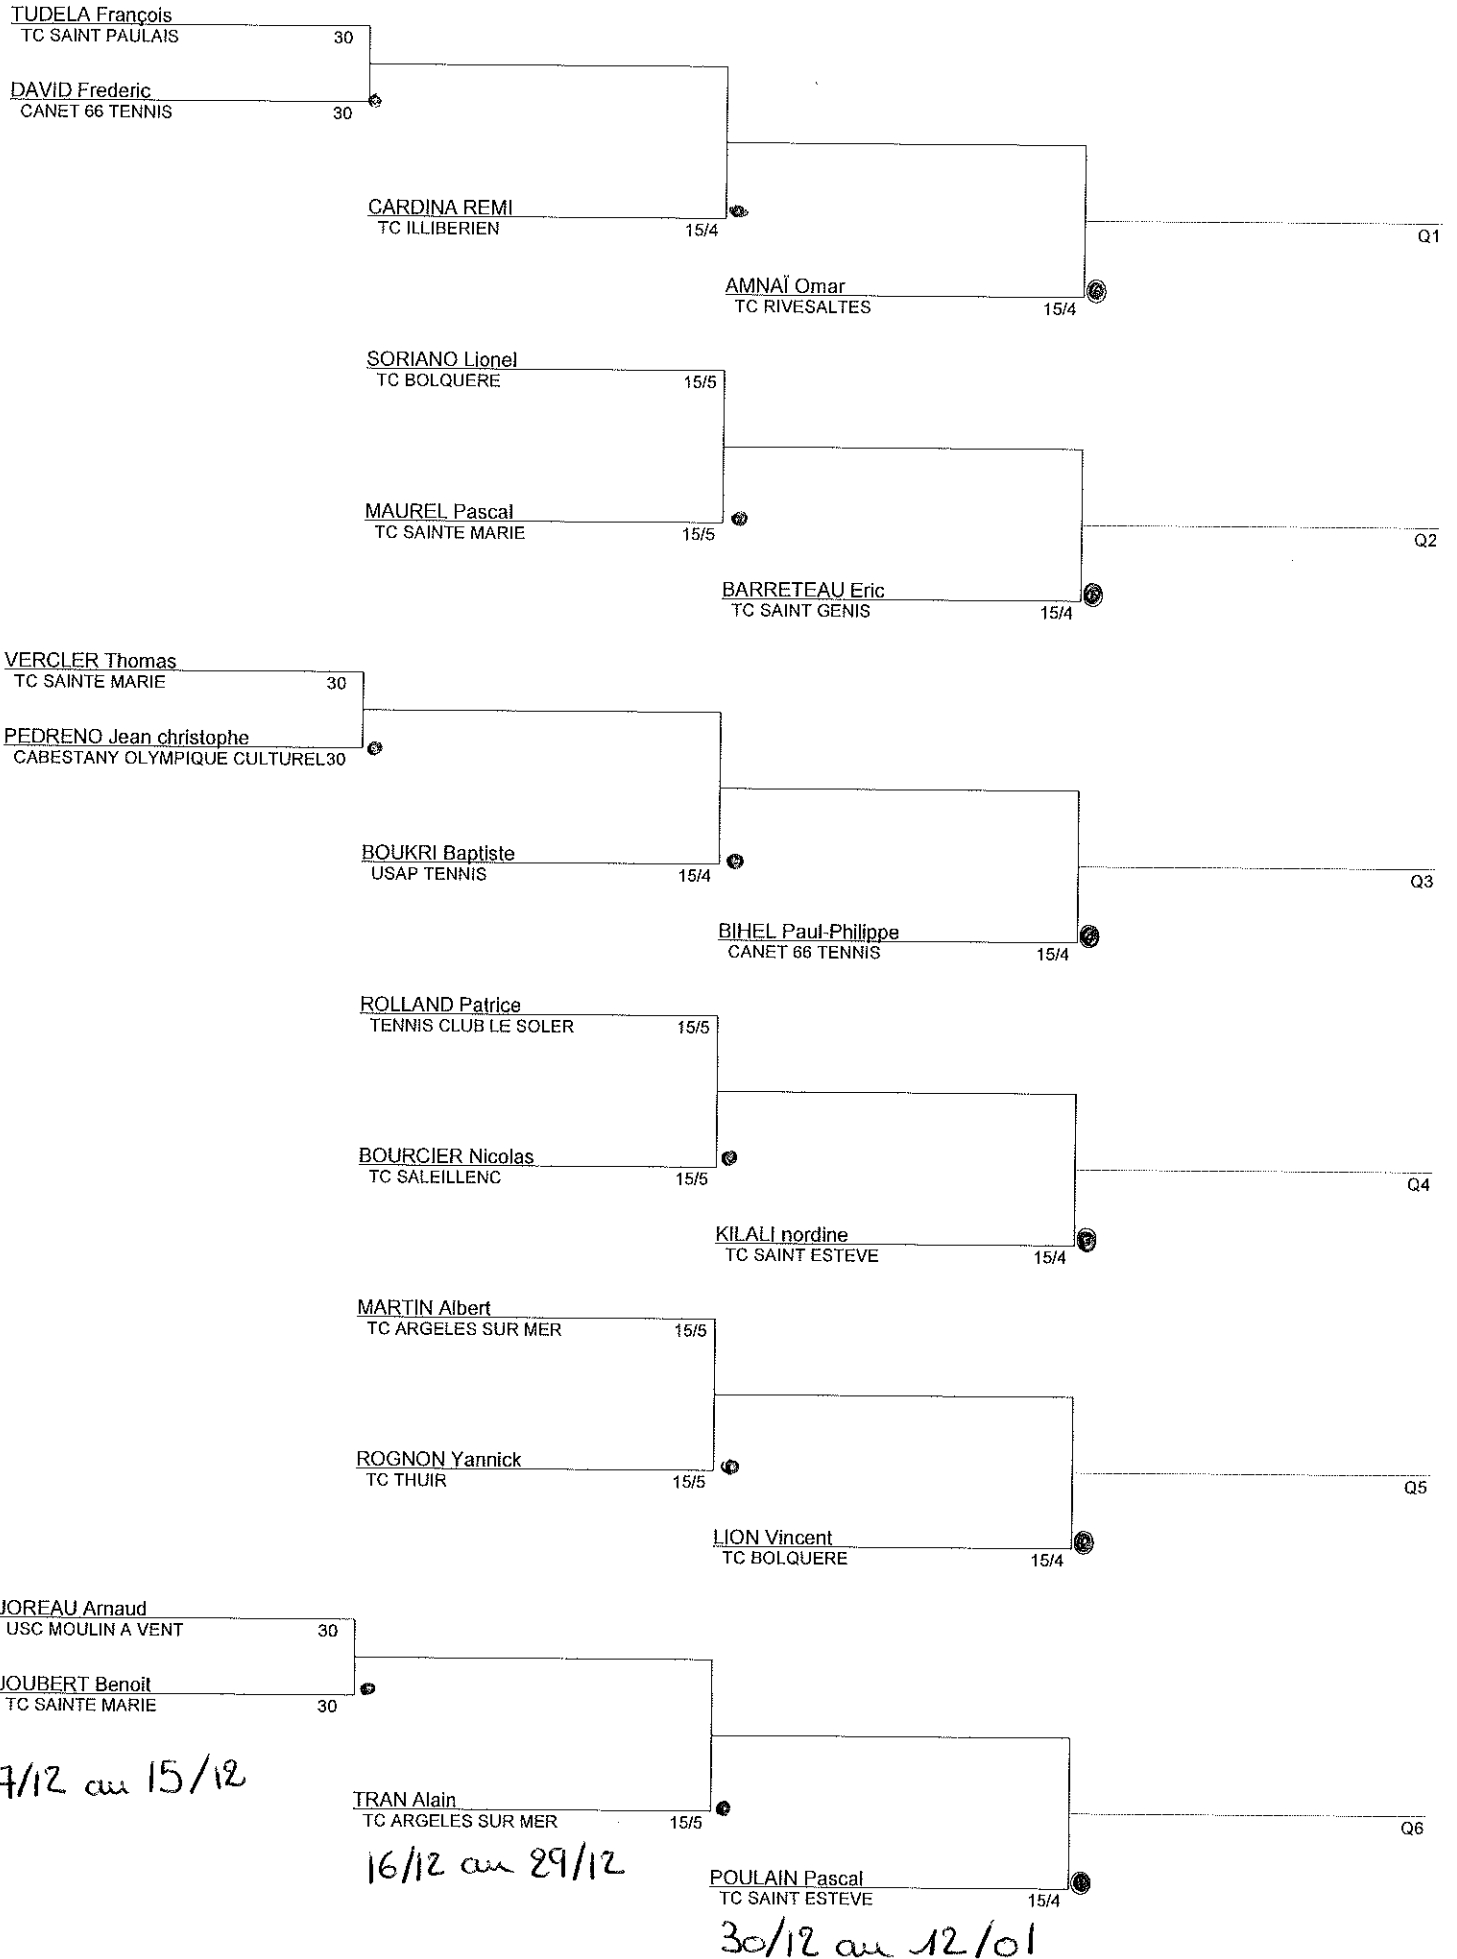 TUDELA François
TC SAINT PAULAIS 30
DAVID Frederic
CANET 66 TENNIS 30
CARDINA REMI
TC ILLIBERIEN 15/4
Q1
AMNAÏ Omar
TC RIVESALTES 15/4
SORIANO Lionel
TC BOLQUERE 15/5
MAUREL Pascal
TC SAINTE MARIE 15/5
Q2
BARRETEAU Eric
TC SAINT GENIS 15/4
VERCLER Thomas
TC SAINTE MARIE 30
PEDRENO Jean christophe
CABESTANY OLYMPIQUE CULTUREL30
BOUKRI Baptiste
USAP TENNIS 15/4
Q3
BIHEL Paul-Philippe
CANET 66 TENNIS 15/4
ROLLAND Patrice
TENNIS CLUB LE SOLER 15/5
BOURCIER Nicolas
TC SALEILLENC 15/5
Q4
KILALI nordine
TC SAINT ESTEVE 15/4
MARTIN Albert
TC ARGELES SUR MER 15/5
ROGNON Yannick
TC THUIR 15/5
Q5
LION Vincent
TC BOLQUERE 15/4
JOREAU Arnaud
USC MOULIN A VENT 30
JOUBERT Benoit
TC SAINTE MARIE 30
7/12 au 15/12
TRAN Alain
TC ARGELES SUR MER 15/5
Q6
16/12 au 29/12
POULAIN Pascal
TC SAINT ESTEVE 15/4
30/12 au 12/01